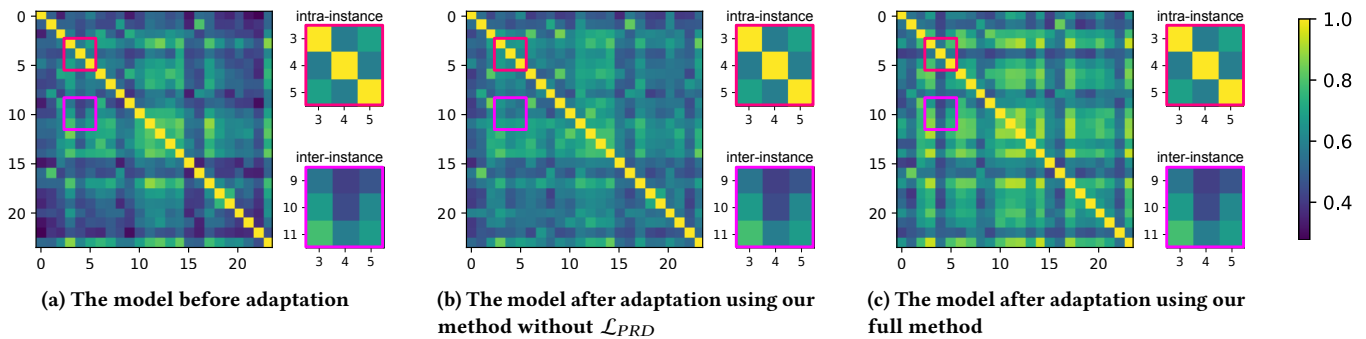 intra-instance
intra-instance
intra-instance
0
5
10
15
20
0 5 10 15 20
3
4
5
3 4 5
inter-instance
9
10
11
3 4 5
0
5
10
15
20
0 5 10 15 20
3
4
5
3 4 5
inter-instance
9
10
11
3 4 5
0
5
10
15
20
0 5 10 15 20
3
4
5
3 4 5
inter-instance
9
10
11
3 4 5
1.0
0.8
0.6
0.4
(a) The model before adaptation
(b) The model after adaptation using our
method without ℒ_PRD
(c) The model after adaptation using our
full method